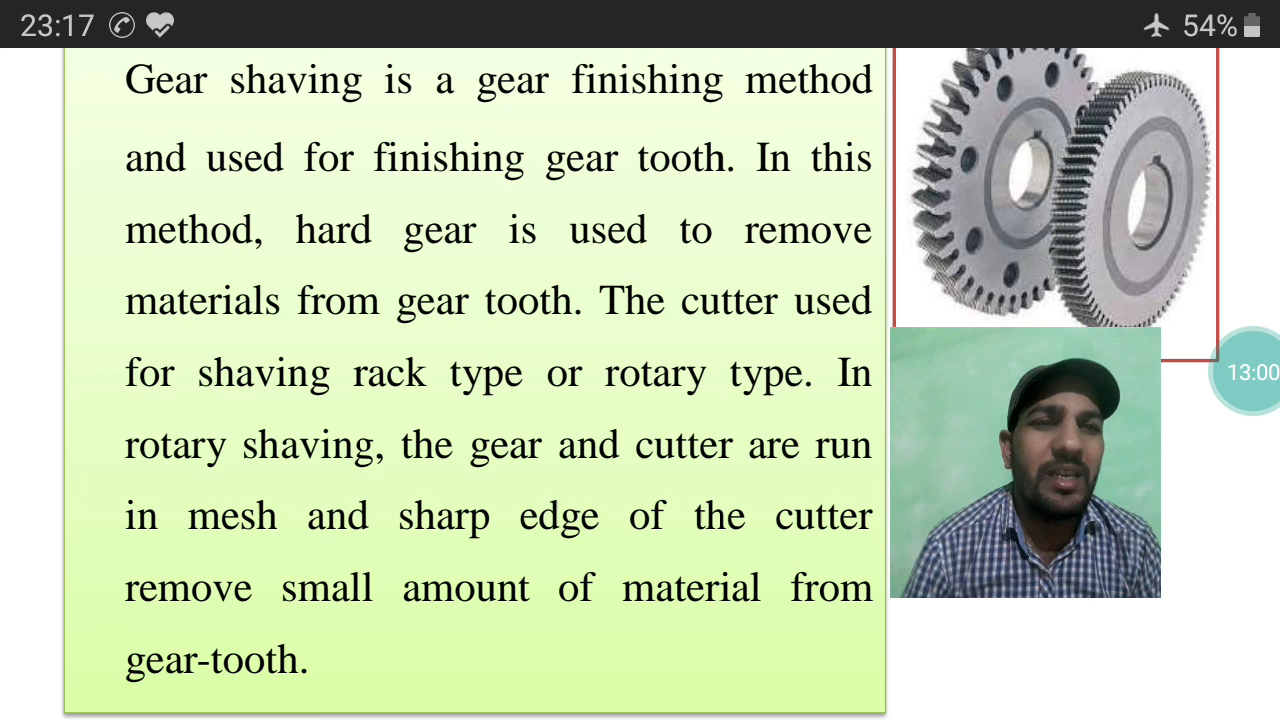 23:17 54%
Gear shaving is a gear finishing method
and used for finishing gear tooth. In this
method, hard gear is used to remove
materials from gear tooth. The cutter used
for shaving rack type or rotary type. In
rotary shaving, the gear and cutter are run
in mesh and sharp edge of the cutter
remove small amount of material from
gear-tooth.
13:00